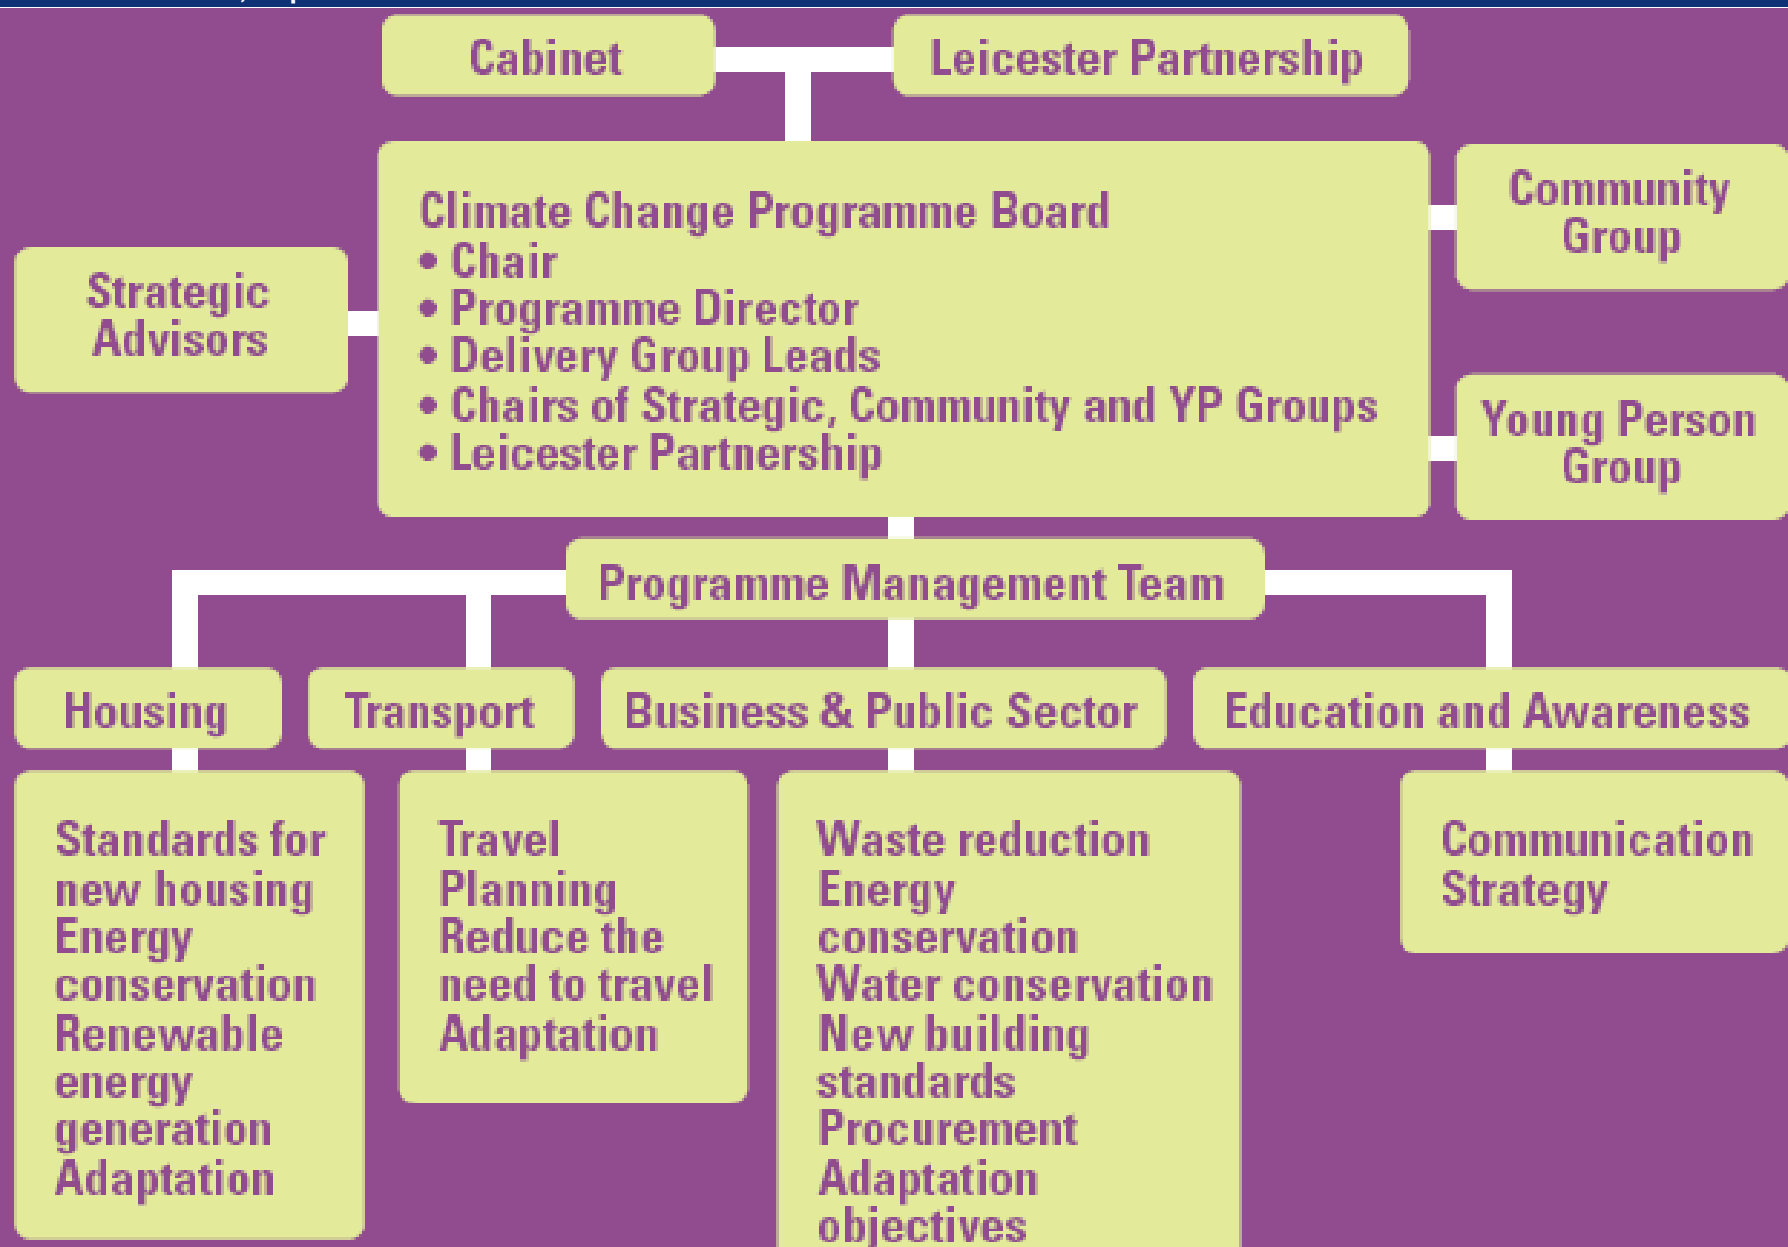 Cabinet
Leicester Partnership
Climate Change Programme Board
• Chair
• Programme Director
• Delivery Group Leads
• Chairs of Strategic, Community and YP Groups
• Leicester Partnership
Strategic
Advisors
Community
Group
Young Person
Group
Programme Management Team
Housing
Transport
Business & Public Sector
Education and Awareness
Standards for
new housing
Energy
conservation
Renewable
energy
generation
Adaptation
Travel
Planning
Reduce the
need to travel
Adaptation
Waste reduction
Energy
conservation
Water conservation
New building
standards
Procurement
Adaptation
objectives
Communication
Strategy